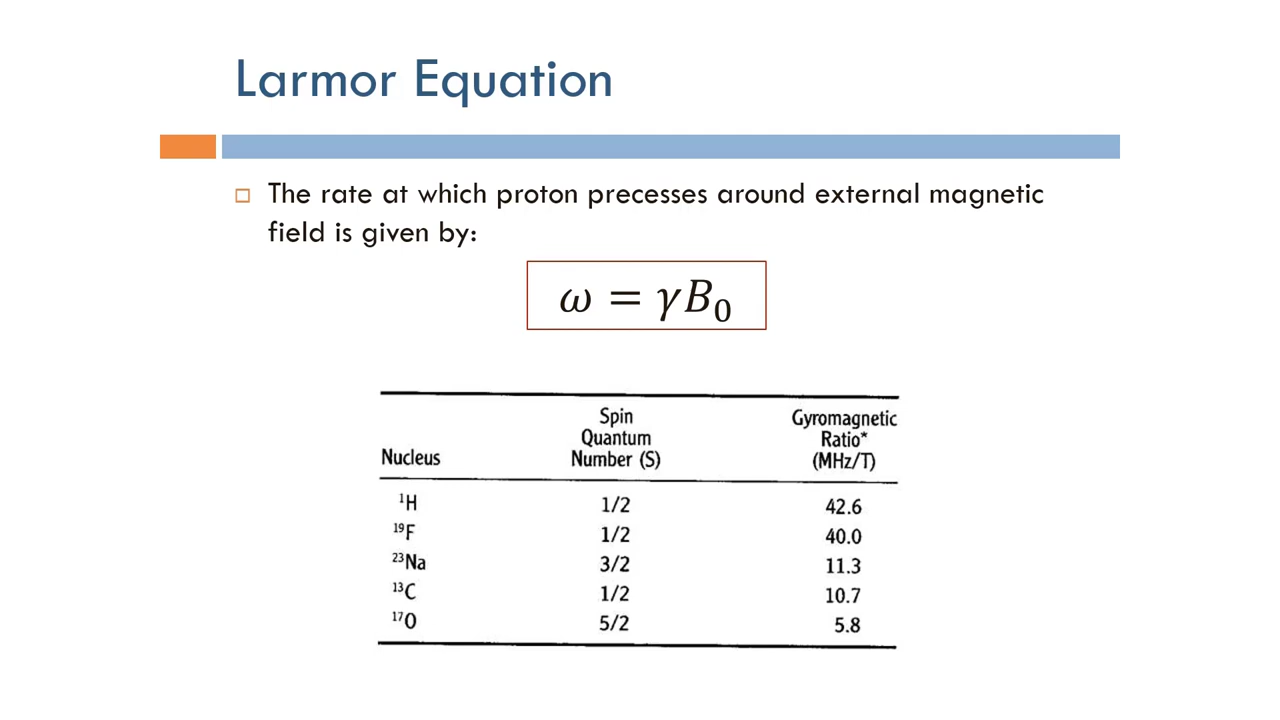 Larmor Equation
The rate at which proton precesses around external magnetic
field is given by:
ω = γB₀
Spin Gyromagnetic
Quantum Ratio*
Nucleus Number (S) (MHz/T)
¹H 1/2 42.6
¹⁹F 1/2 40.0
²³Na 3/2 11.3
¹³C 1/2 10.7
¹⁷O 5/2 5.8